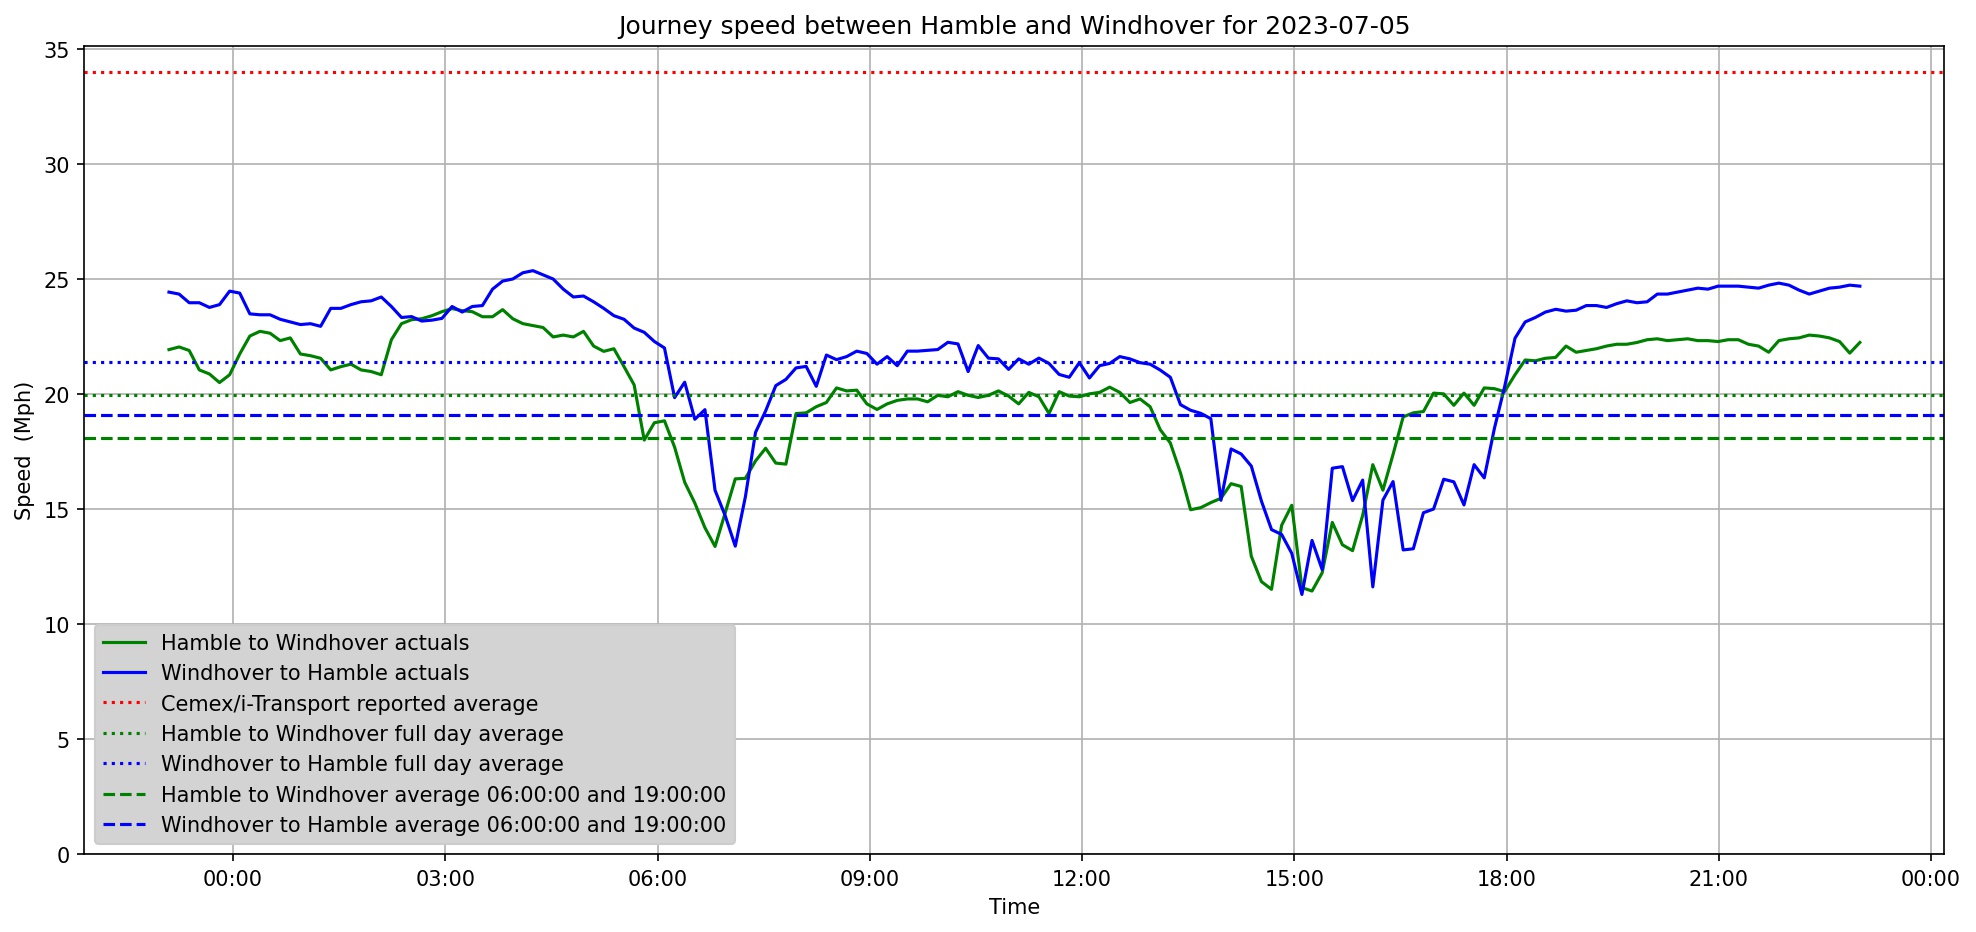 Journey speed between Hamble and Windhover for 2023-07-05
35
30
25
20
15
10
5
0
Speed (Mph)
Hamble to Windhover actuals
Windhover to Hamble actuals
Cemex/i-Transport reported average
Hamble to Windhover full day average
Windhover to Hamble full day average
Hamble to Windhover average 06:00:00 and 19:00:00
Windhover to Hamble average 06:00:00 and 19:00:00
00:00 03:00 06:00 09:00 12:00 15:00 18:00 21:00 00:00
Time